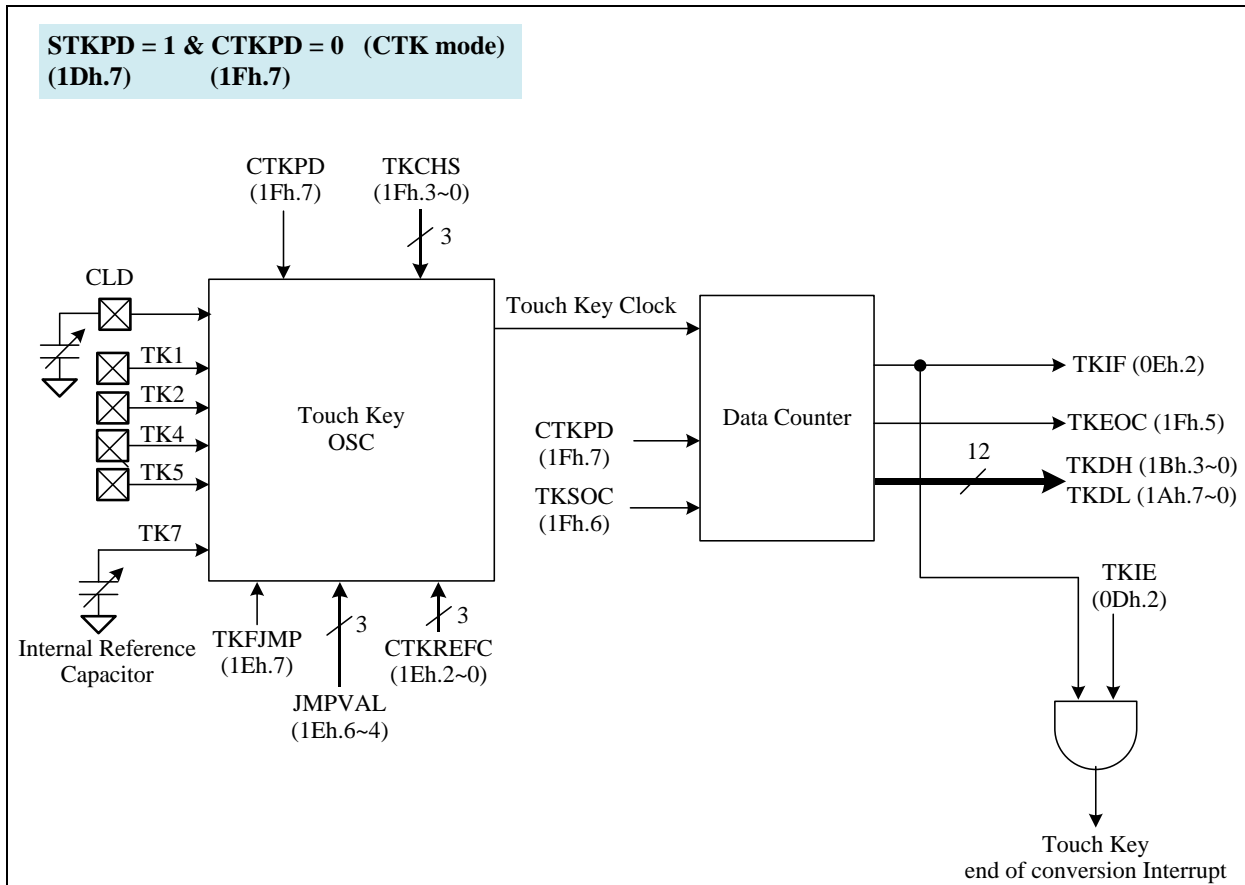 STKPD = 1 & CTKPD = 0 (CTK mode)
(1Dh.7) (1Fh.7)
CTKPD
(1Fh.7)
TKCHS
(1Fh.3~0)
3
CLD
TK1
TK2
TK4
TK5
TK7
Internal Reference
Capacitor
Touch Key
OSC
TKFJMP
(1Eh.7)
3
JMPVAL
(1Eh.6~4)
3
CTKREFC
(1Eh.2~0)
Touch Key Clock
CTKPD
(1Fh.7)
TKSOC
(1Fh.6)
Data Counter
TKIF (0Eh.2)
TKEOC (1Fh.5)
12
TKDH (1Bh.3~0)
TKDL (1Ah.7~0)
TKIE
(0Dh.2)
Touch Key
end of conversion Interrupt